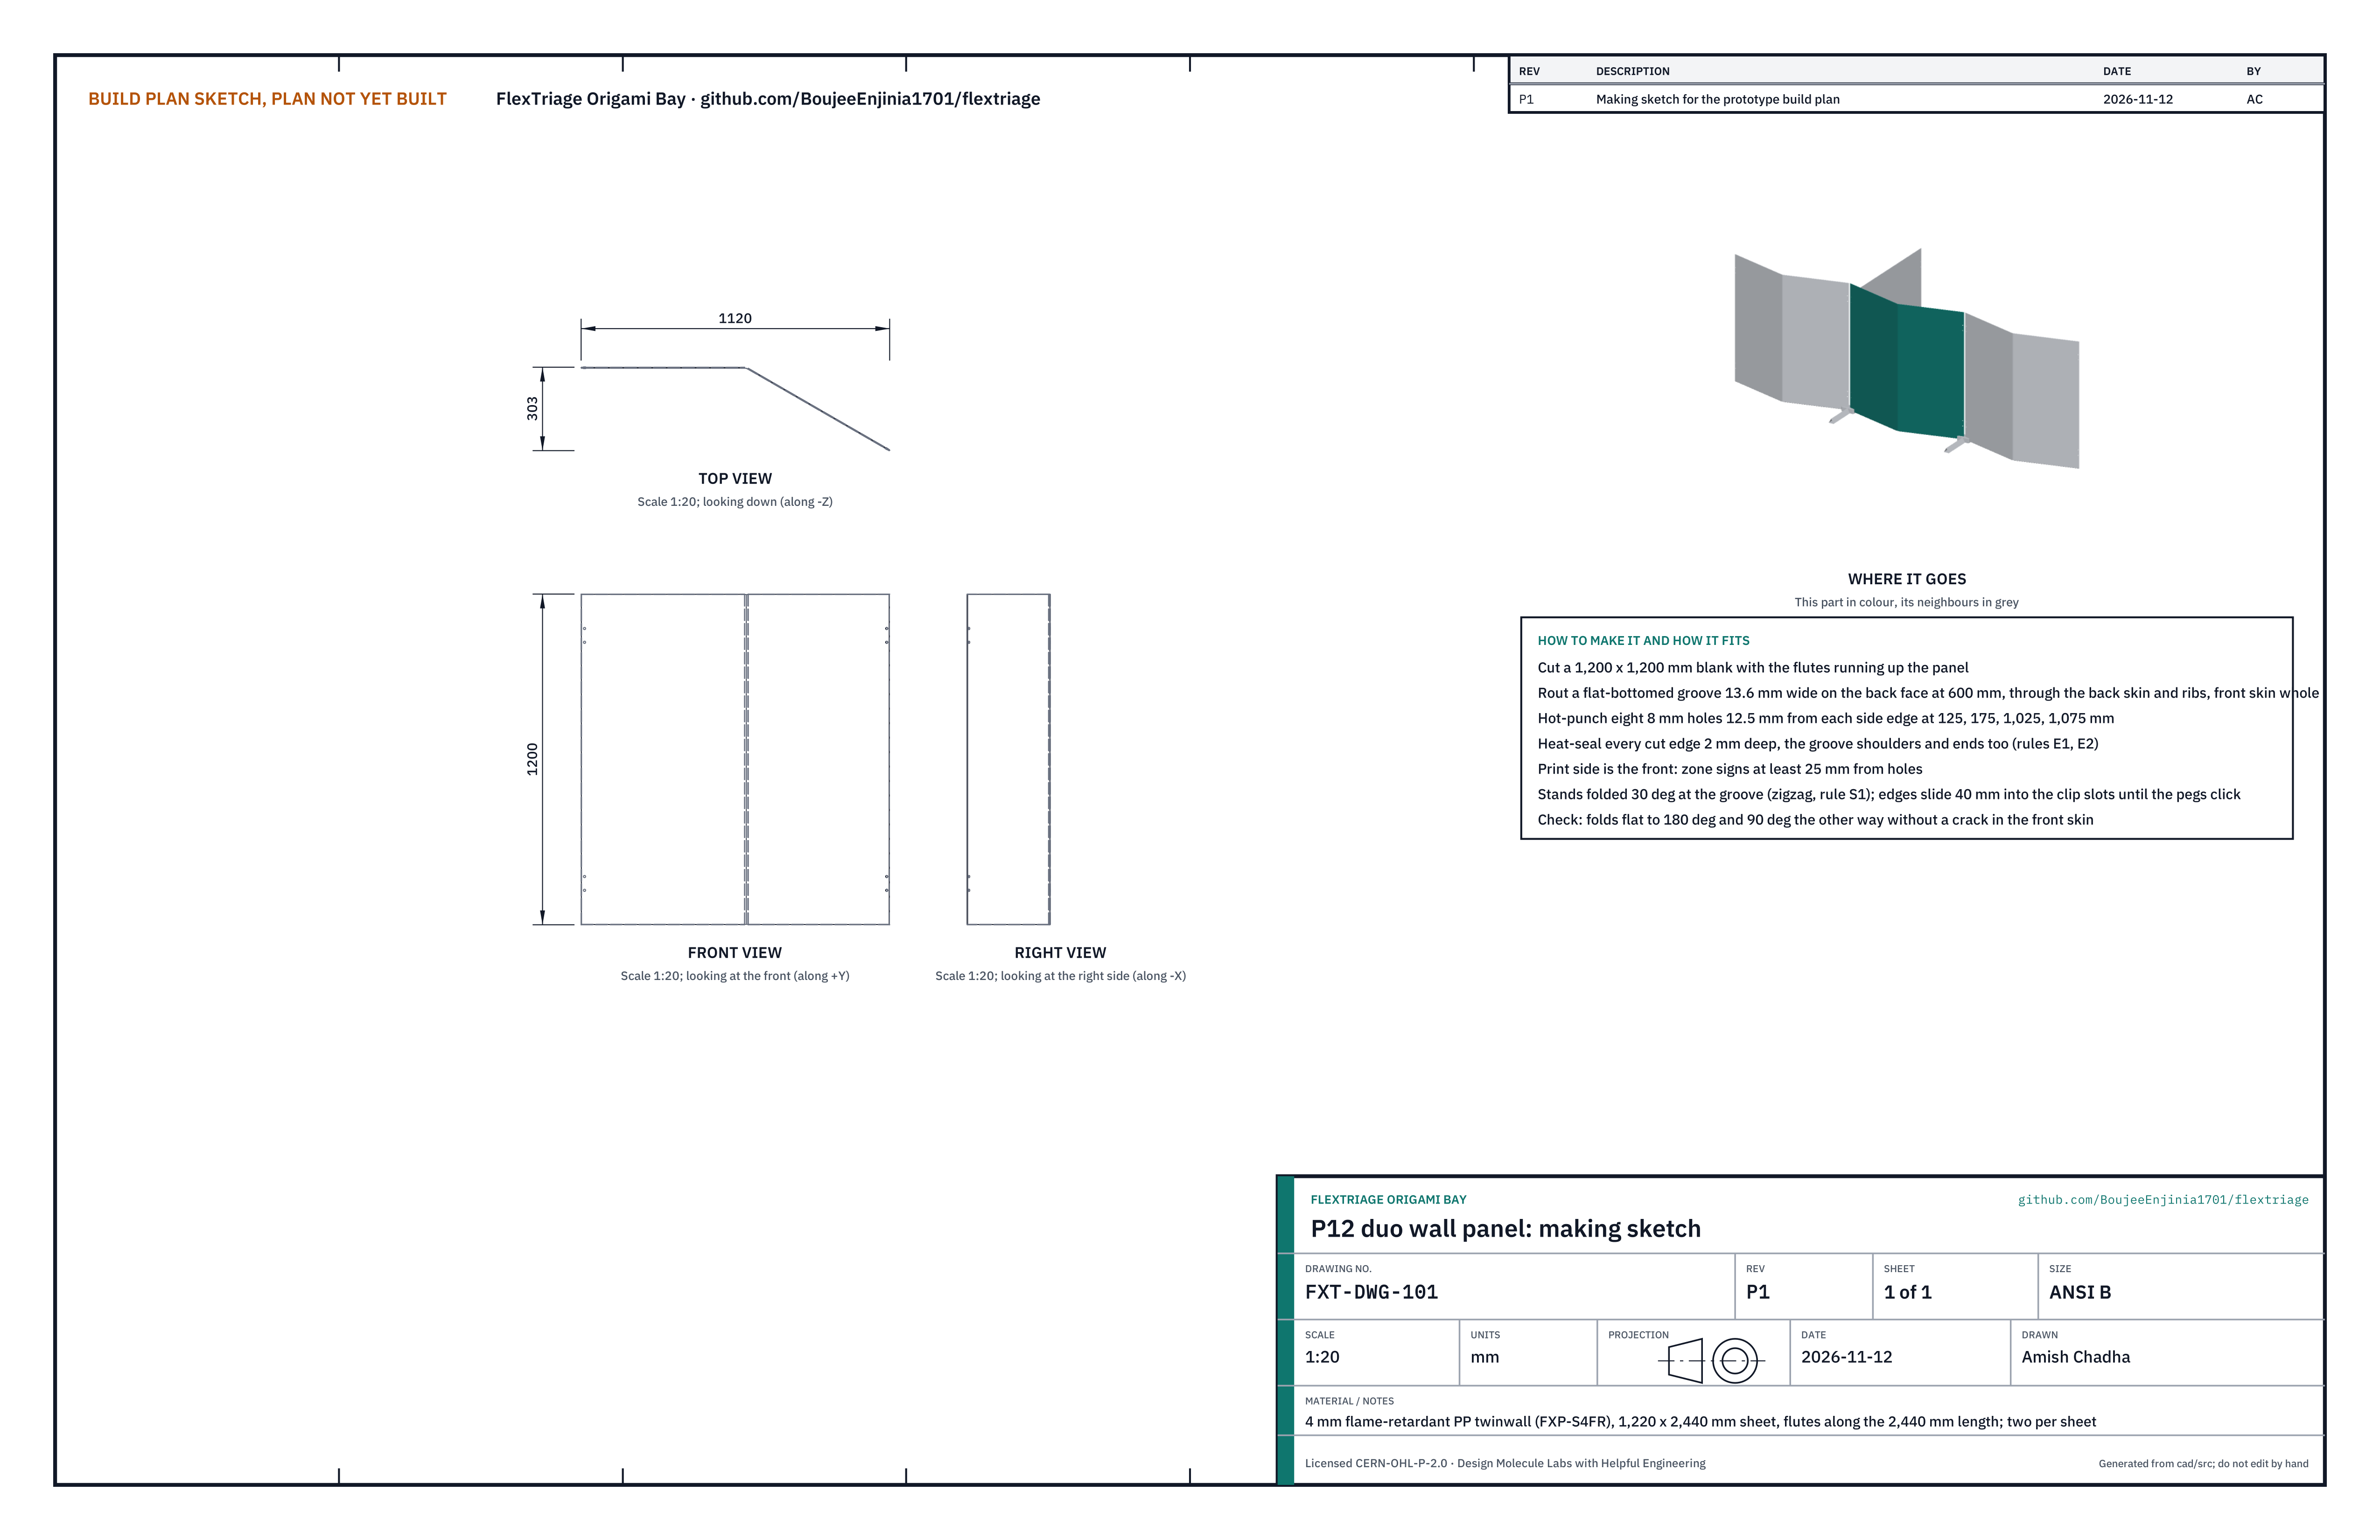 BUILD PLAN SKETCH, PLAN NOT YET BUILT
FlexTriage Origami Bay · github.com/BoujeeEnjinia1701/flextriage
REV DESCRIPTION DATE BY
P1 Making sketch for the prototype build plan 2026-11-12 AC
1120
303
TOP VIEW
Scale 1:20; looking down (along -Z)
1200
FRONT VIEW
Scale 1:20; looking at the front (along +Y)
RIGHT VIEW
Scale 1:20; looking at the right side (along -X)
WHERE IT GOES
This part in colour, its neighbours in grey
HOW TO MAKE IT AND HOW IT FITS
Cut a 1,200 x 1,200 mm blank with the flutes running up the panel
Rout a flat-bottomed groove 13.6 mm wide on the back face at 600 mm, through the back skin and ribs, front skin whole
Hot-punch eight 8 mm holes 12.5 mm from each side edge at 125, 175, 1,025, 1,075 mm
Heat-seal every cut edge 2 mm deep, the groove shoulders and ends too (rules E1, E2)
Print side is the front: zone signs at least 25 mm from holes
Stands folded 30 deg at the groove (zigzag, rule S1); edges slide 40 mm into the clip slots until the pegs click
Check: folds flat to 180 deg and 90 deg the other way without a crack in the front skin
FLEXTRIAGE ORIGAMI BAY
github.com/BoujeeEnjinia1701/flextriage
P12 duo wall panel: making sketch
DRAWING NO. REV SHEET SIZE
FXT-DWG-101 P1 1 of 1 ANSI B
SCALE UNITS PROJECTION DATE DRAWN
1:20 mm 2026-11-12 Amish Chadha
MATERIAL / NOTES
4 mm flame-retardant PP twinwall (FXP-S4FR), 1,220 x 2,440 mm sheet, flutes along the 2,440 mm length; two per sheet
Licensed CERN-OHL-P-2.0 · Design Molecule Labs with Helpful Engineering
Generated from cad/src; do not edit by hand